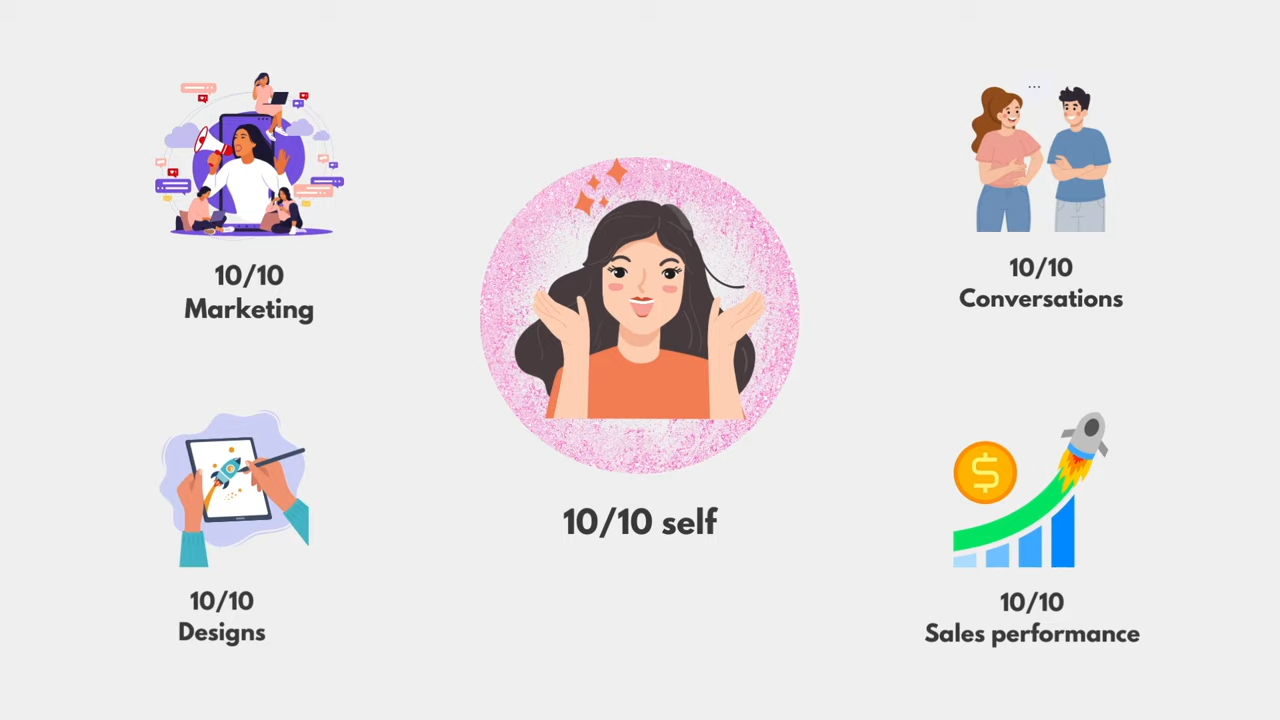 10/10
Marketing
10/10
Conversations
10/10 self
10/10
Designs
10/10
Sales performance